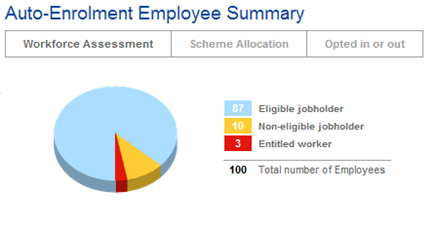 Auto-Enrolment Employee Summary
Workforce Assessment Scheme Allocation Opted in or out
87 Eligible jobholder
10 Non-eligible jobholder
3 Entitled worker
100 Total number of Employees